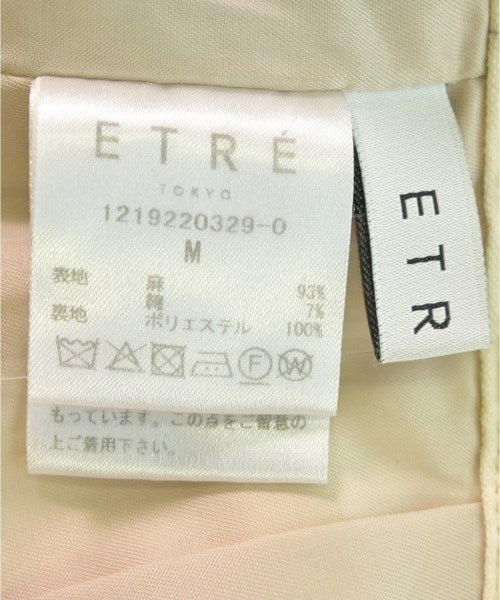 ETRÉ
TOKYO
1219220329-0
M
表地 麻 93%
綿 7%
裏地 ポリエステル 100%
F W
もっています。この点をご留意の
上ご着用下さい。
ETR